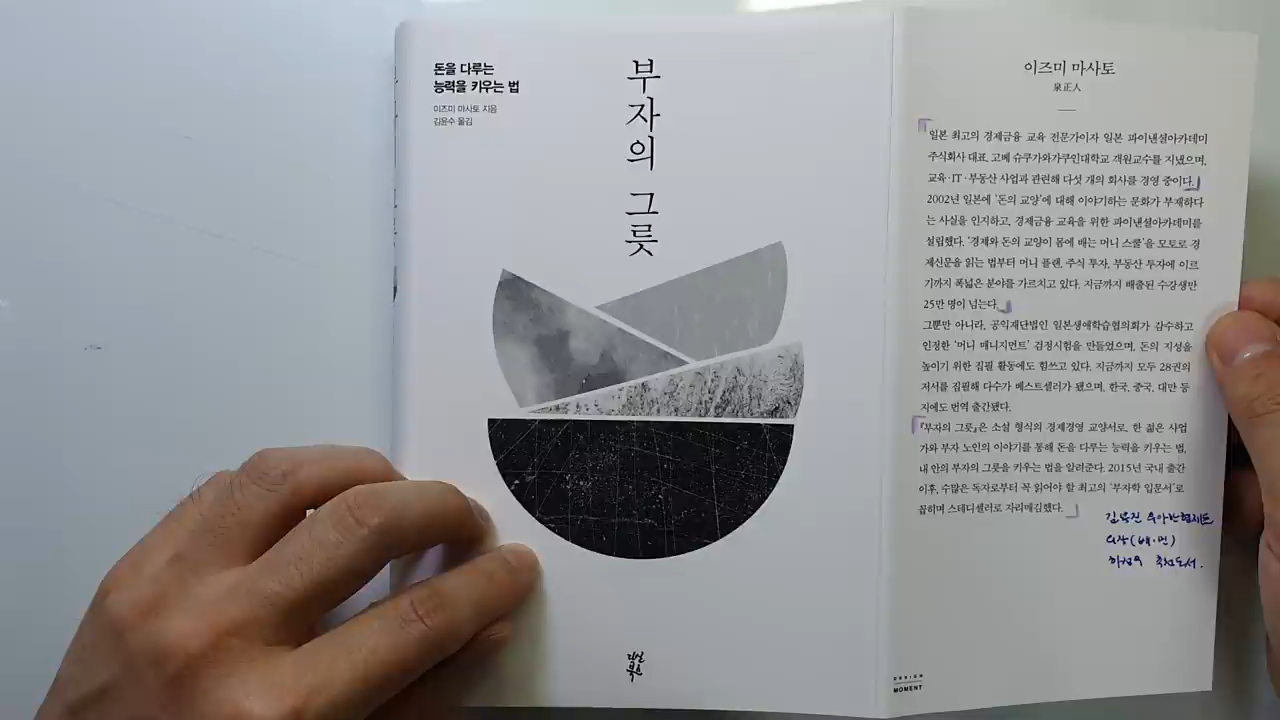 돈을 다루는
능력을 키우는 법
이즈미 마사토 지음
김윤수 옮김
부자의 그릇
다산
북스
이즈미 마사토
泉正人
일본 최고의 경제금융 교육 전문가이자 일본 파이낸셜아카데미
주식회사 대표, 고베 슈쿠가와가쿠인대학교 객원교수를 지냈으며,
교육·IT·부동산 사업과 관련해 다섯 개의 회사를 경영 중이다.
2002년 일본에 '돈의 교양'에 대해 이야기하는 문화가 부재하다
는 사실을 인지하고, 경제금융 교육을 위한 파이낸셜아카데미를
설립했다. '경제와 돈의 교양이 몸에 배는 머니 스쿨'을 모토로 경
제신문을 읽는 법부터 머니 플랜, 주식 투자, 부동산 투자에 이르
기까지 폭넓은 분야를 가르치고 있다. 지금까지 배출된 수강생만
25만 명이 넘는다.
그뿐만 아니라, 공익재단법인 일본생애학습협의회가 감수하고
인정한 '머니 매니지먼트' 검정시험을 만들었으며, 돈의 지성을
높이기 위한 집필 활동에도 힘쓰고 있다. 지금까지 모두 28권의
저서를 집필해 다수가 베스트셀러가 됐으며, 한국, 중국, 대만 등
지에도 번역 출간됐다.
『부자의 그릇』은 소설 형식의 경제경영 교양서로, 한 젊은 사업
가와 부자 노인의 이야기를 통해 돈을 다루는 능력을 키우는 법,
내 안의 부자의 그릇을 키우는 법을 알려준다. 2015년 국내 출간
이후, 수많은 독자로부터 꼭 읽어야 할 최고의 '부자학 입문서'로
꼽히며 스테디셀러로 자리매김했다.
의장(배·민)
추천도서.
DESIGN
MOMENT